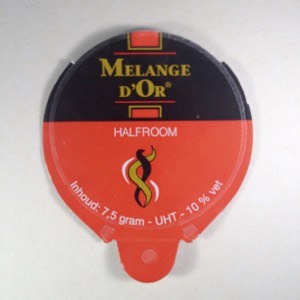 MELANGE
D'OR®
HALFROOM
Inhoud: 7,5 gram - UHT - 10 % vet